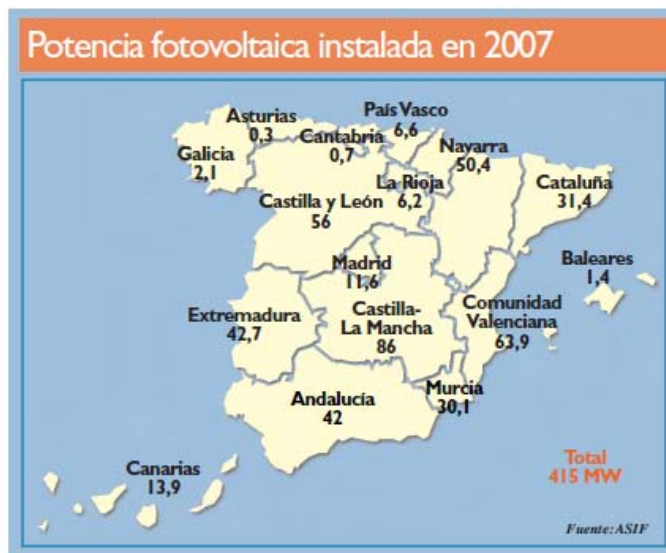 Potencia fotovoltaica instalada en 2007
Asturias
0,3
País Vasco
6,6
Cantabria
0,7
Galicia
2,1
Navarra
50,4
La Rioja
6,2
Cataluña
31,4
Castilla y León
56
Baleares
1,4
Madrid
11,6
Extremadura
42,7
Castilla-
La Mancha
86
Comunidad
Valenciana
63,9
Murcia
30,1
Andalucía
42
Canarias
13,9
Total
415 MW
Fuente: ASIF